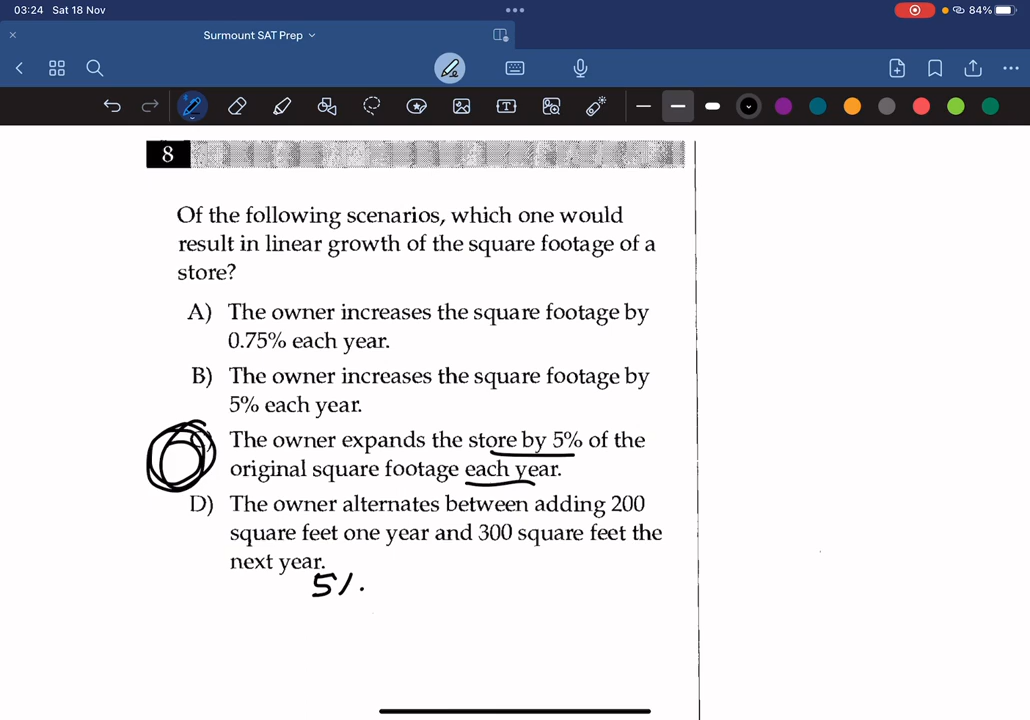 03:24 Sat 18 Nov
84%
Surmount SAT Prep
8
Of the following scenarios, which one would
result in linear growth of the square footage of a
store?
A) The owner increases the square footage by
0.75% each year.
B) The owner increases the square footage by
5% each year.
The owner expands the store by 5% of the
original square footage each year.
D) The owner alternates between adding 200
square feet one year and 300 square feet the
next year.
5%